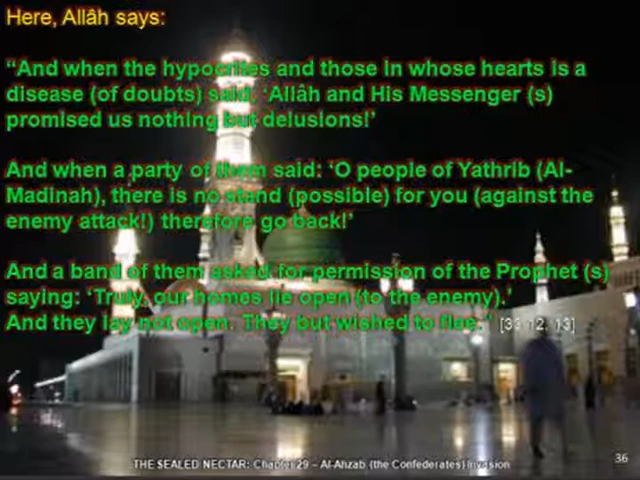 Here, Allâh says:
“And when the hypocrites and those in whose hearts is a
disease (of doubts) said: ‘Allâh and His Messenger (s)
promised us nothing but delusions!’
And when a party of them said: ‘O people of Yathrib (Al-
Madinah), there is no stand (possible) for you (against the
enemy attack!) therefore go back!’
And a band of them asked for permission of the Prophet (s)
saying: ‘Truly, our homes lie open (to the enemy).’
And they lay not open. They but wished to flee.” [33:12, 13]
THE SEALED NECTAR: Chapter 29 – Al-Ahzab (the Confederates) Invasion
36